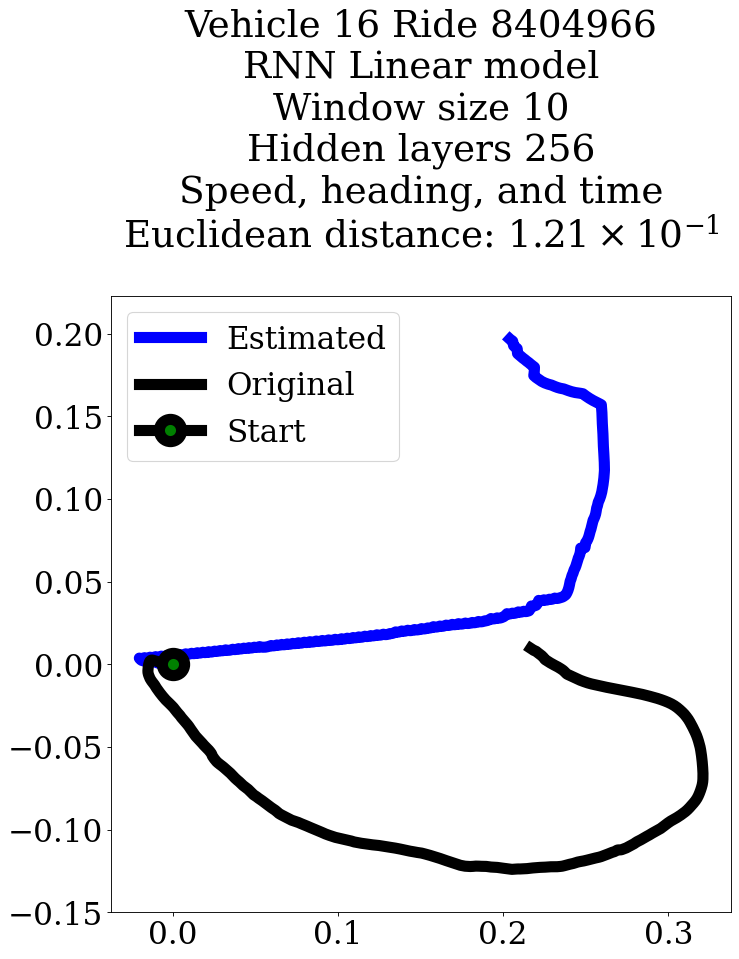 Vehicle 16 Ride 8404966
RNN Linear model
Window size 10
Hidden layers 256
Speed, heading, and time
Euclidean distance: 1.21 × 10⁻¹
Estimated
Original
Start
0.20
0.15
0.10
0.05
0.00
−0.05
−0.10
−0.15
0.0 0.1 0.2 0.3